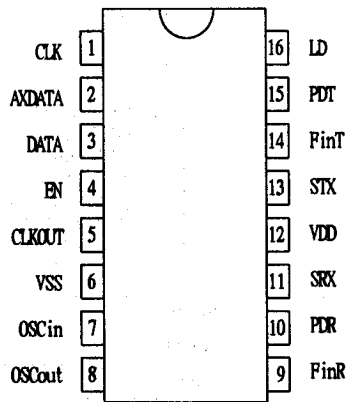 CLK 1 16 LD
AXDATA 2 15 PDT
DATA 3 14 FinT
EN 4 13 STX
CLKOUT 5 12 VDD
VSS 6 11 SRX
OSCin 7 10 PDR
OSCout 8 9 FinR